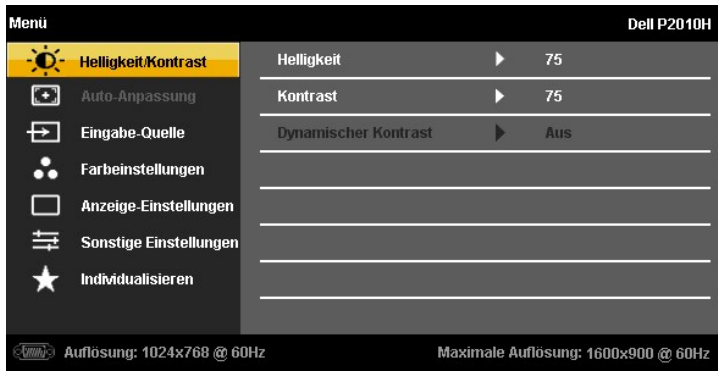 Menü Dell P2010H
Helligkeit/Kontrast Helligkeit 75
Auto-Anpassung Kontrast 75
Eingabe-Quelle Dynamischer Kontrast Aus
Farbeinstellungen
Anzeige-Einstellungen
Sonstige Einstellungen
Individualisieren
Auflösung: 1024x768 @ 60Hz Maximale Auflösung: 1600x900 @ 60Hz